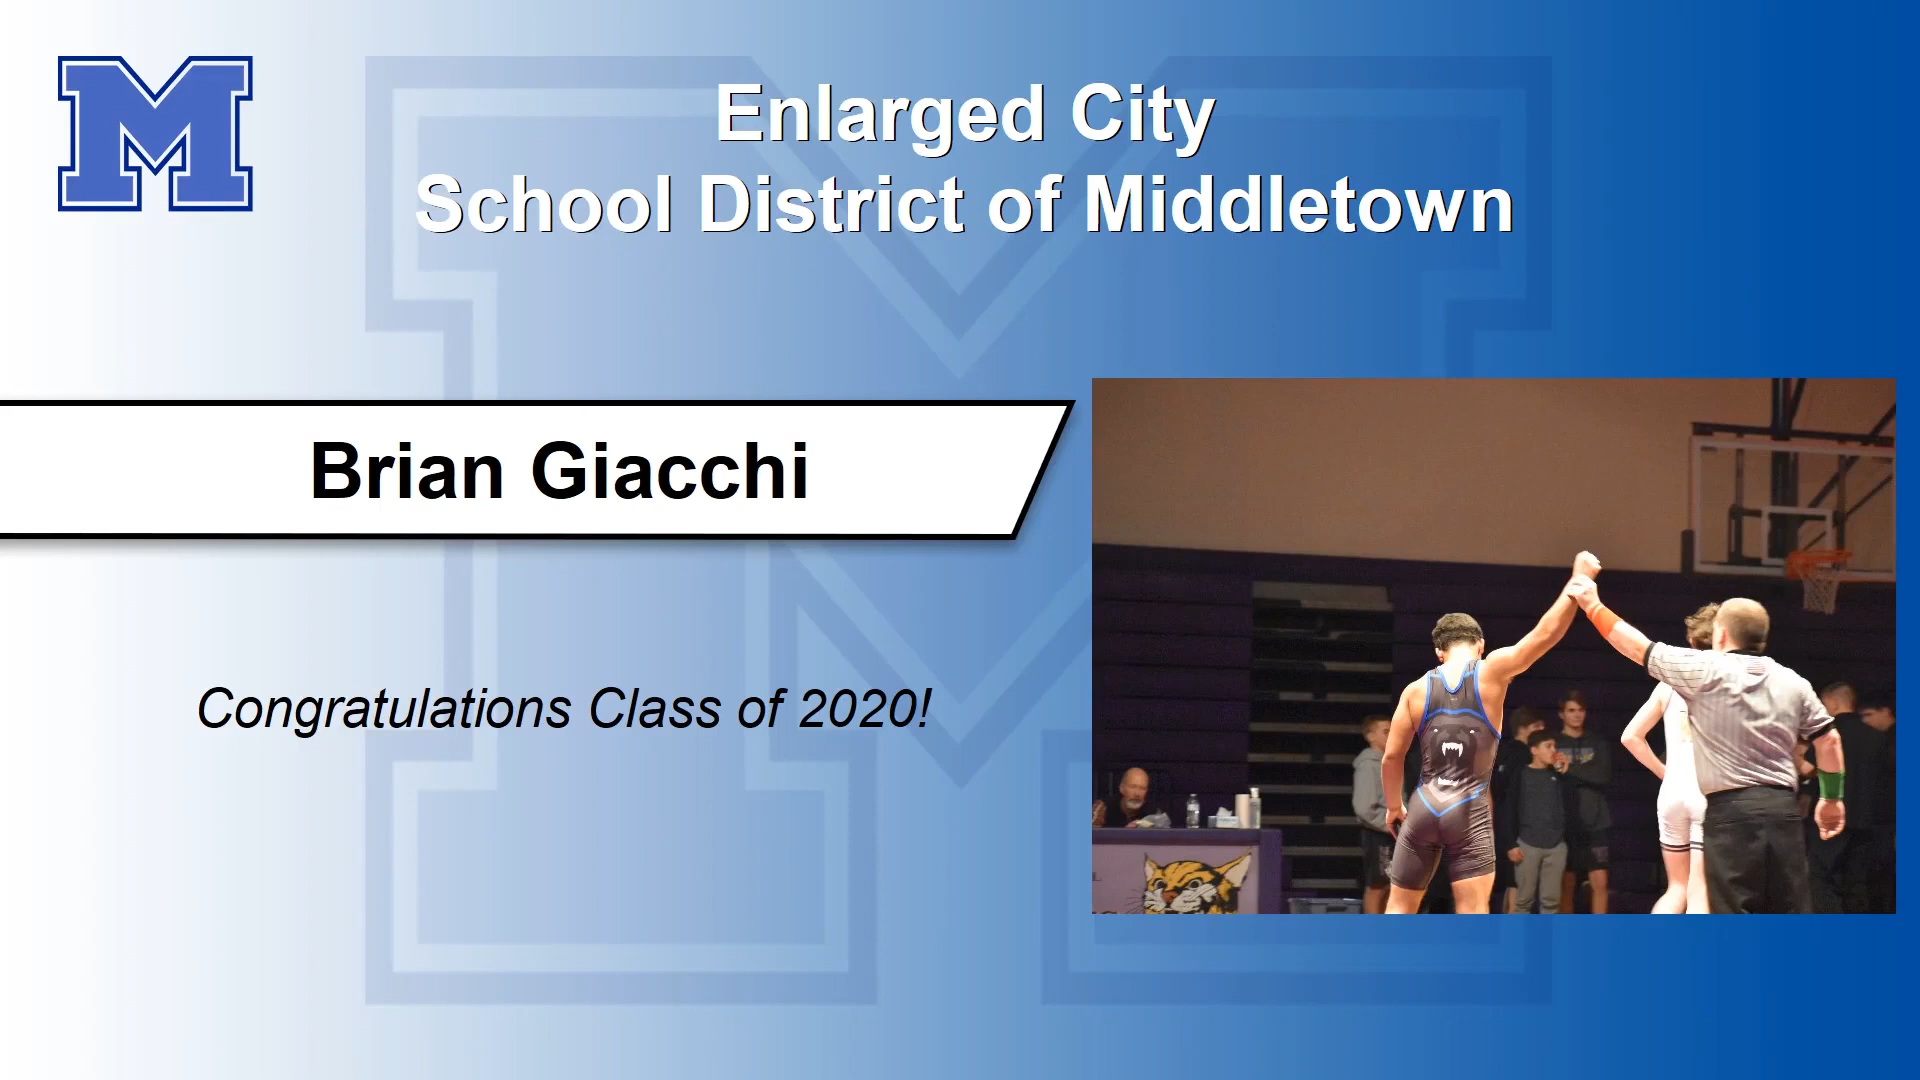 M
Enlarged City
School District of Middletown
Brian Giacchi
Congratulations Class of 2020!